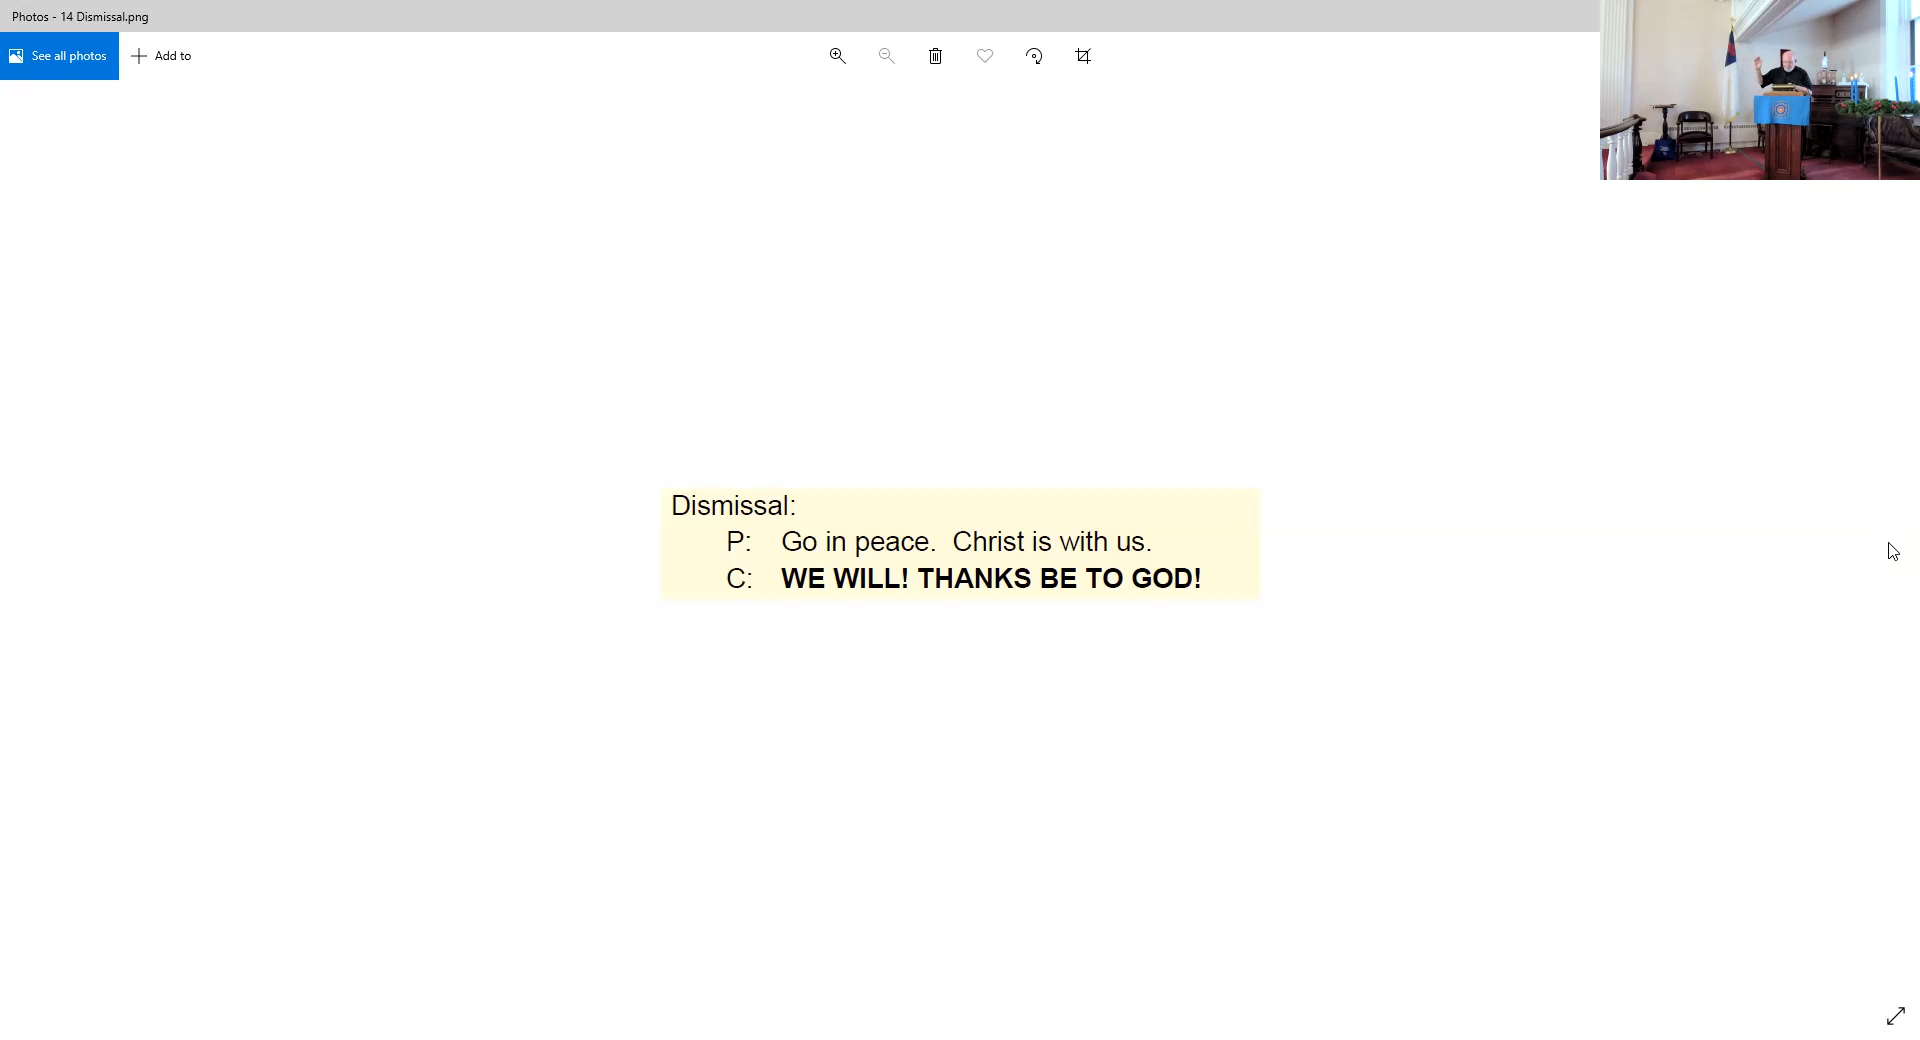 Photos - 14 Dismissal.png
See all photos
Add to
Dismissal:
P: Go in peace. Christ is with us.
C: WE WILL! THANKS BE TO GOD!